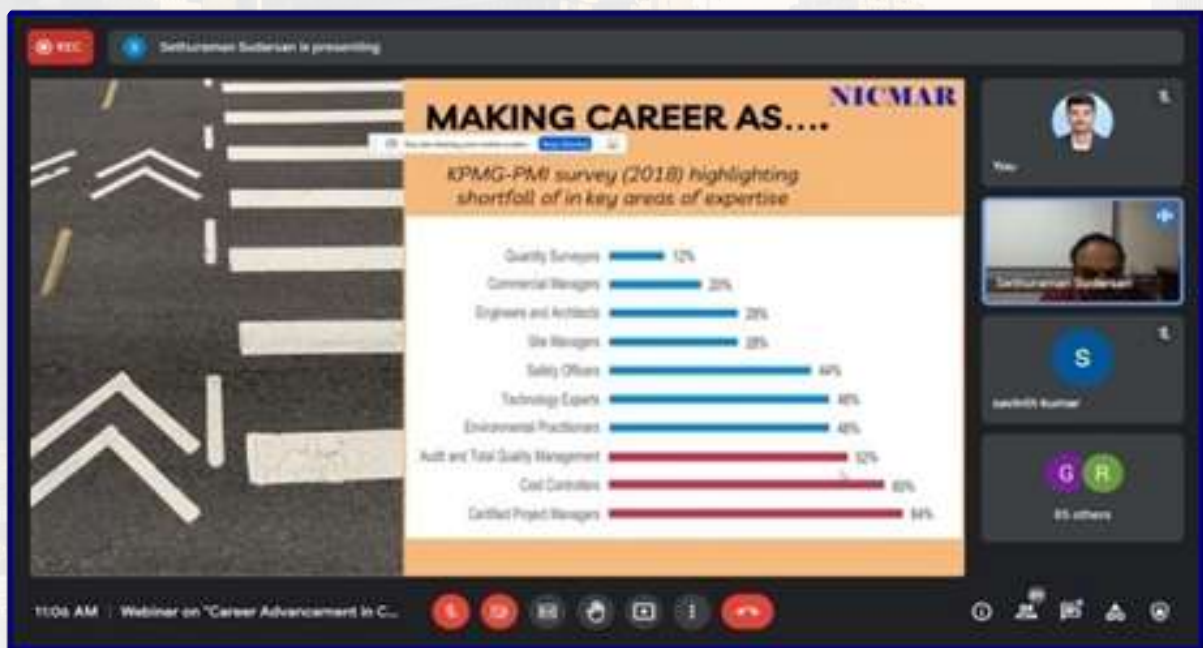 REC
Sethuraman Sudarsan is presenting
NICMAR
MAKING CAREER AS....
KPMG-PMI survey (2018) highlighting
shortfall of in key areas of expertise
Quantity Surveyors 12%
Commercial Managers 20%
Engineers and Architects 28%
Site Managers 28%
Safety Officers 44%
Technology Experts 48%
Environmental Practitioners 48%
Audit and Total Quality Management 52%
Cost Controllers 60%
Certified Project Managers 64%
You
Sethuraman Sudarsan
S
kumar
G R
85 others
11:06 AM | Webinar on "Career Advancement in C...